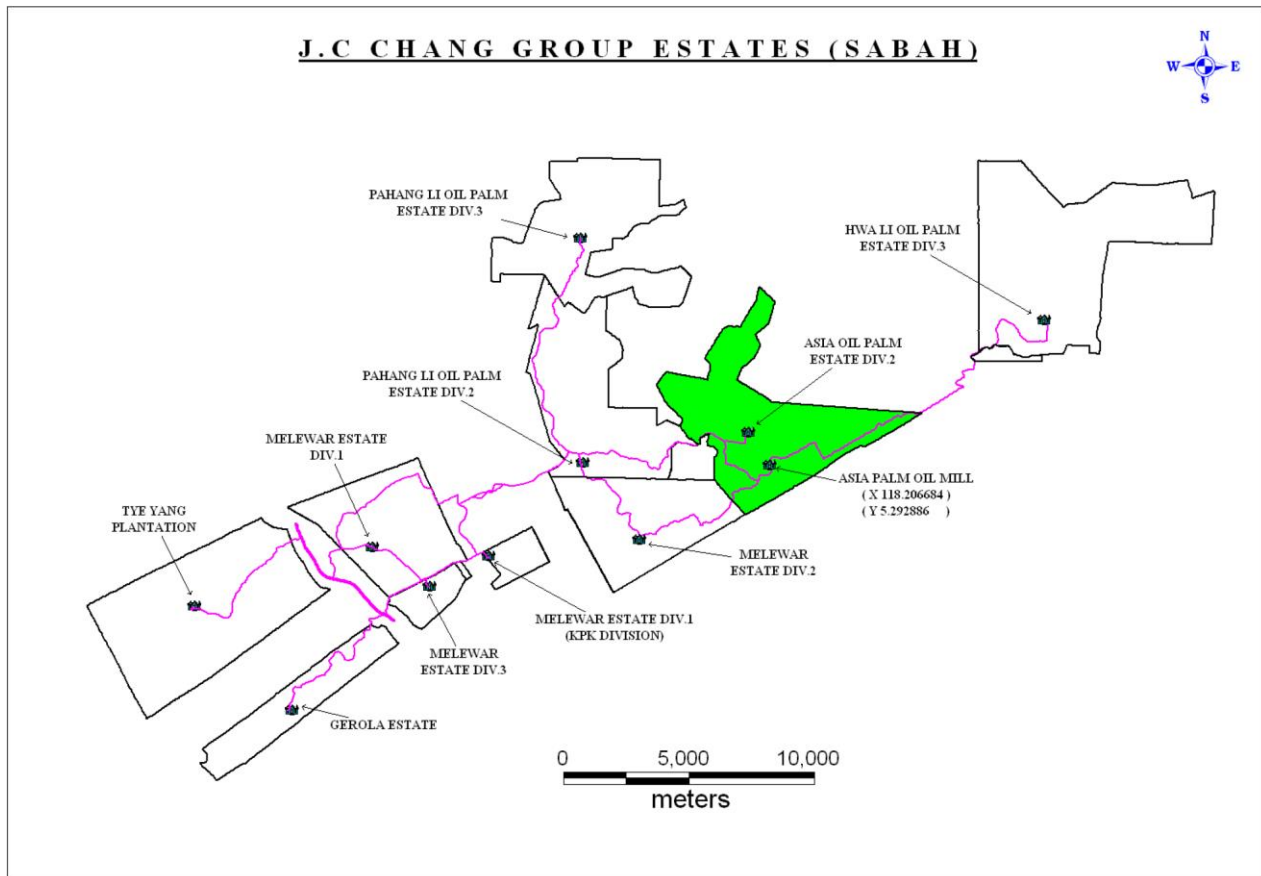 J.C CHANG GROUP ESTATES (SABAH)
N
W
E
S
PAHANG LI OIL PALM
ESTATE DIV.3
HWA LI OIL PALM
ESTATE DIV.3
ASIA OIL PALM
ESTATE DIV.2
PAHANG LI OIL PALM
ESTATE DIV.2
MELEWAR ESTATE
DIV.1
ASIA PALM OIL MILL
( X 118.206684 )
( Y 5.292886 )
TYE YANG
PLANTATION
MELEWAR
ESTATE DIV.2
MELEWAR ESTATE DIV.1
(KPK DIVISION)
MELEWAR
ESTATE DIV.3
GEROLA ESTATE
0 5,000 10,000
meters